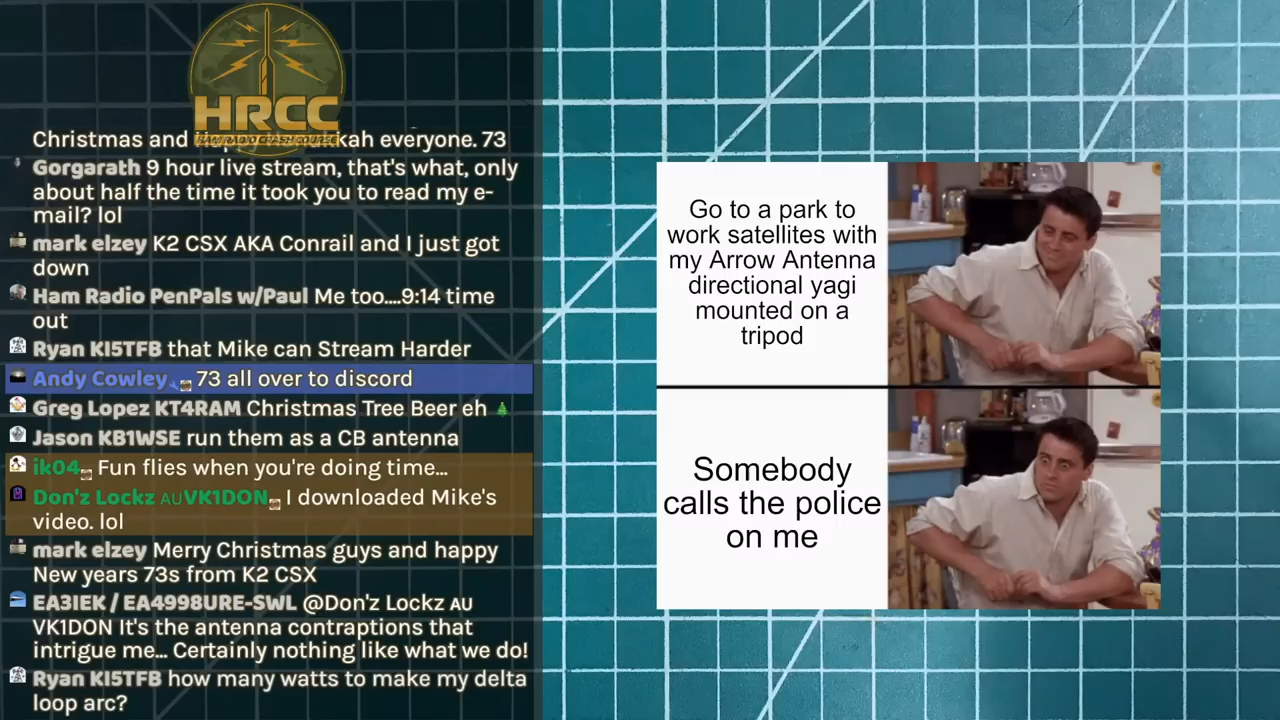 HRCC
HAM RADIO CRASH COURSE
Christmas and Happy Hanukkah everyone. 73
Gorgarath 9 hour live stream, that's what, only
about half the time it took you to read my e-
mail? lol
mark elzey K2 CSX AKA Conrail and I just got
down
Ham Radio PenPals w/Paul Me too....9:14 time
out
Ryan KI5TFB that Mike can Stream Harder
Andy Cowley 73 all over to discord
Greg Lopez KT4RAM Christmas Tree Beer eh 🎄
Jason KB1WSE run them as a CB antenna
ik04 Fun flies when you're doing time...
Don'z Lockz AU VK1DON I downloaded Mike's
video. lol
mark elzey Merry Christmas guys and happy
New years 73s from K2 CSX
EA3IEK / EA4998URE-SWL @Don'z Lockz AU
VK1DON It's the antenna contraptions that
intrigue me... Certainly nothing like what we do!
Ryan KI5TFB how many watts to make my delta
loop arc?
Go to a park to
work satellites with
my Arrow Antenna
directional yagi
mounted on a
tripod
Somebody
calls the police
on me